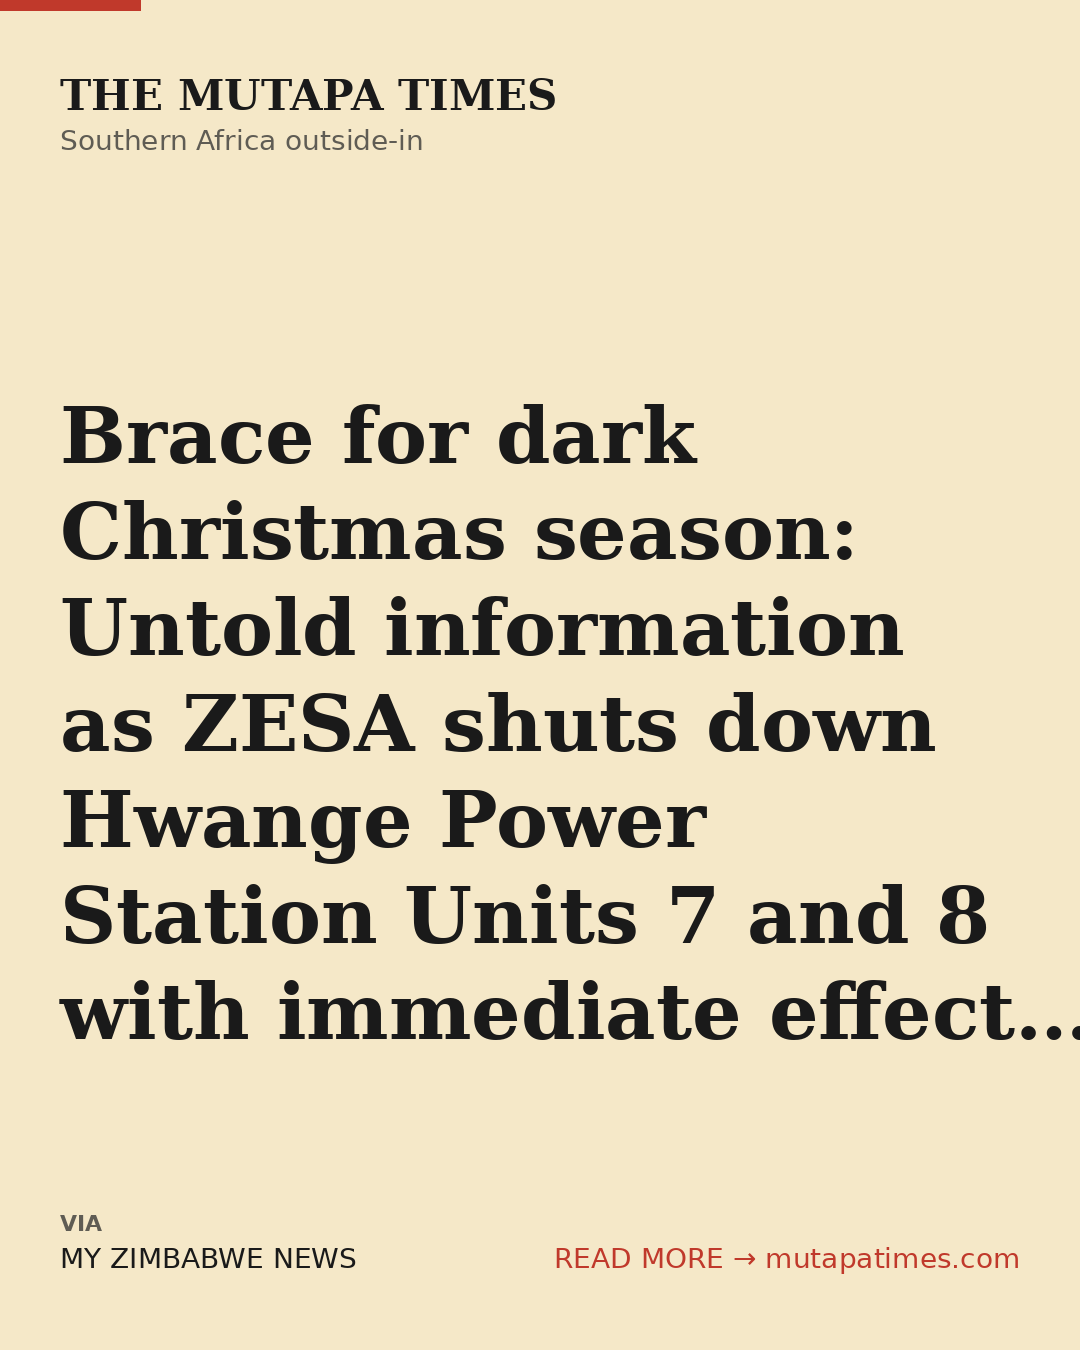 THE MUTAPA TIMES
Southern Africa outside-in
Brace for dark
Christmas season:
Untold information
as ZESA shuts down
Hwange Power
Station Units 7 and 8
with immediate effect…
VIA
MY ZIMBABWE NEWS
READ MORE → mutapatimes.com